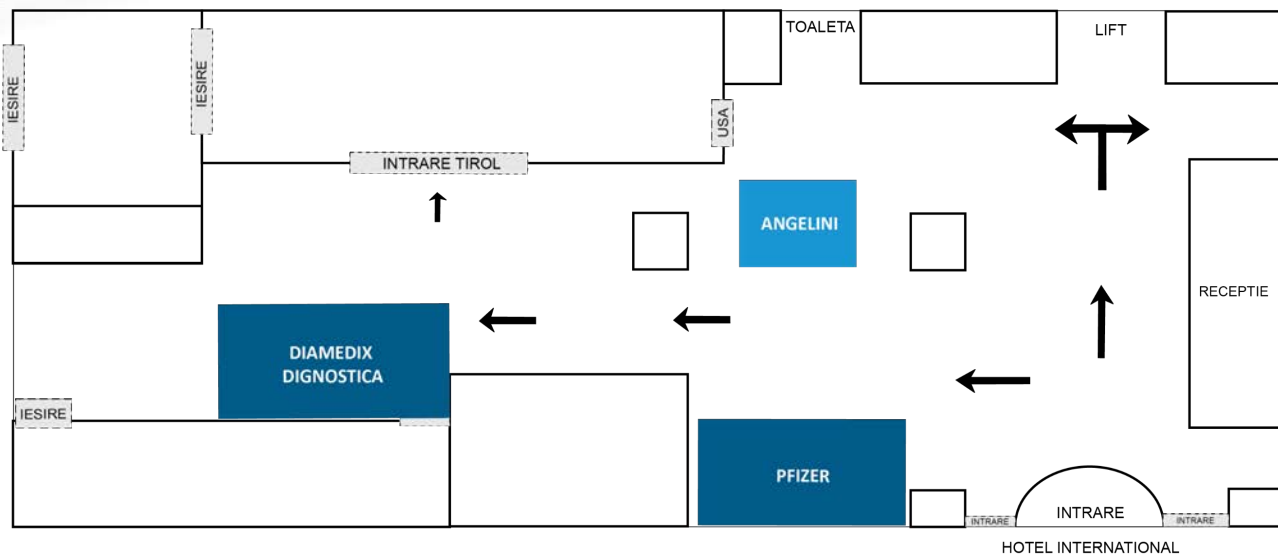 TOALETA
LIFT
IESIRE
IESIRE
USA
INTRARE TIROL
ANGELINI
RECEPTIE
DIAMEDIX
DIGNOSTICA
IESIRE
PFIZER
INTRARE
INTRARE
INTRARE
HOTEL INTERNATIONAL